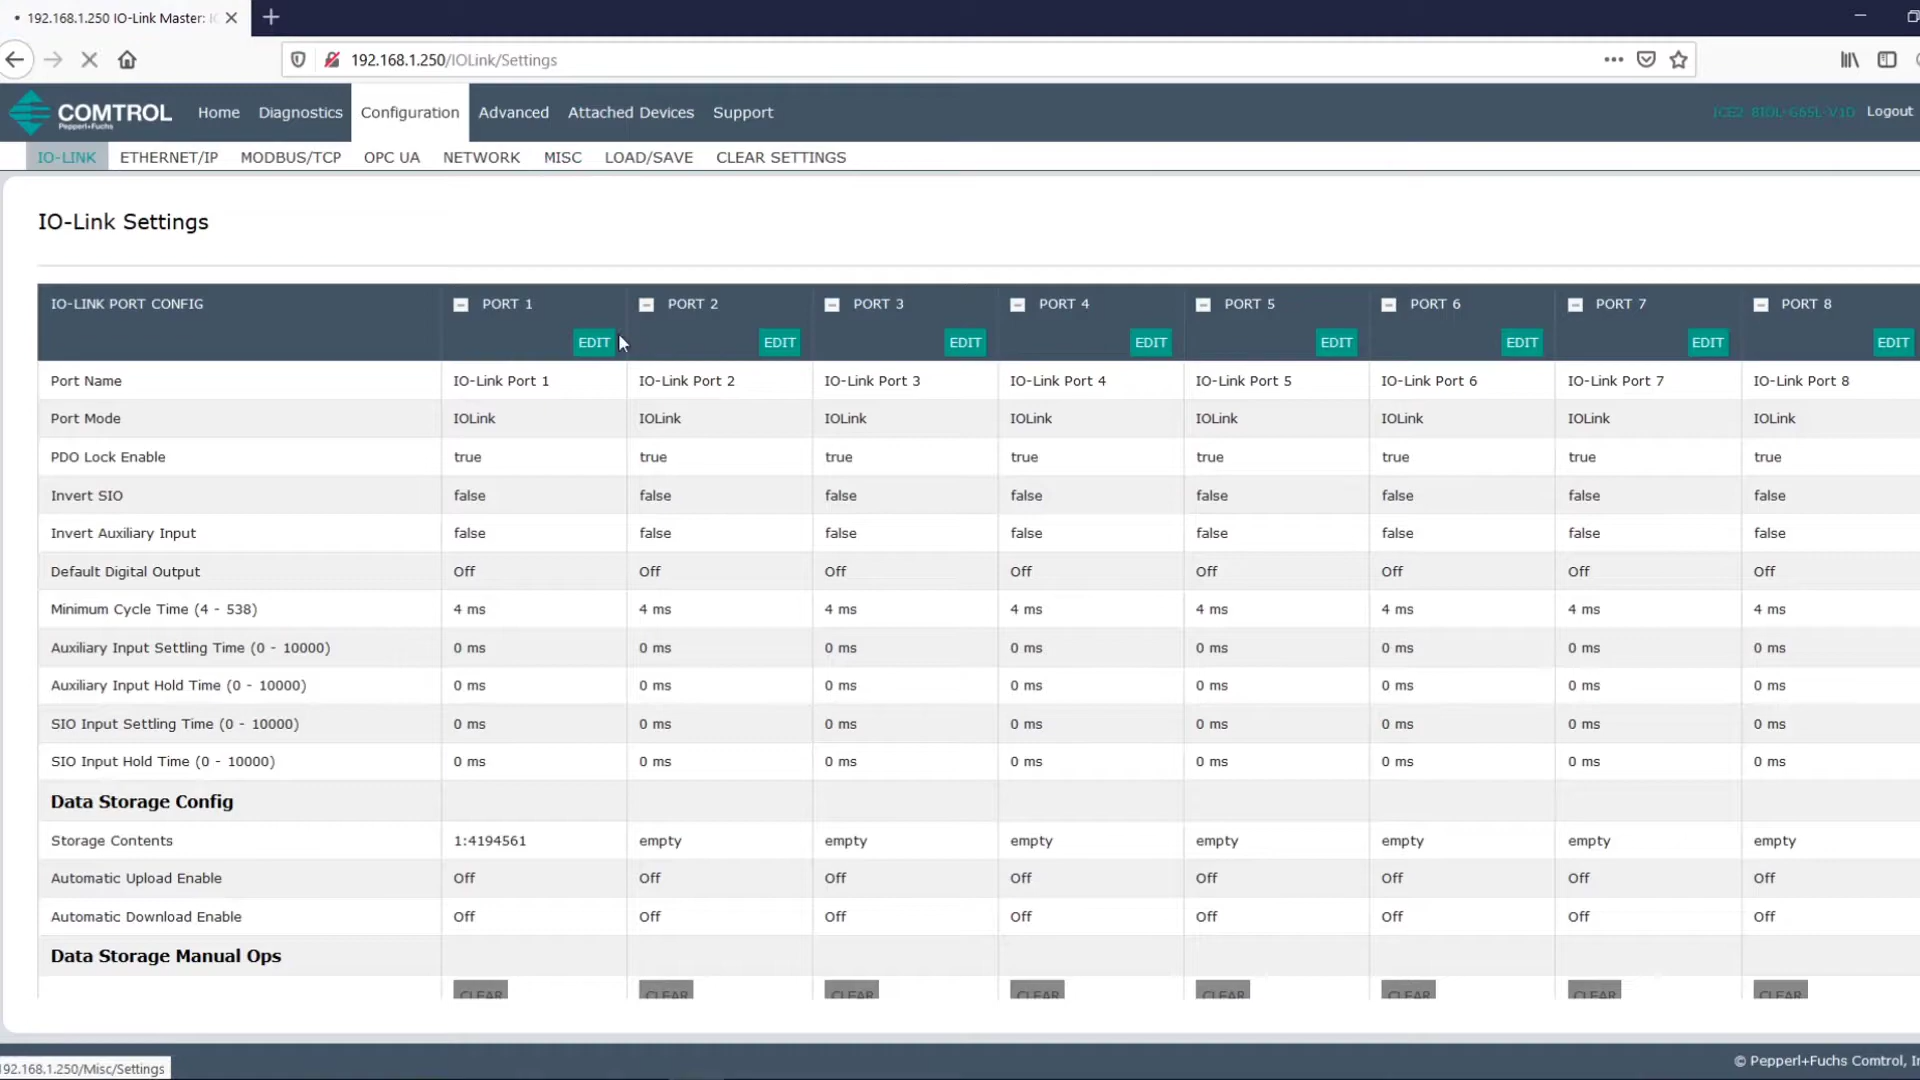 192.168.1.250 IO-Link Master: IO
192.168.1.250/IOLink/Settings
COMTROL
Pepperl+Fuchs
Home Diagnostics Configuration Advanced Attached Devices Support
ICE2-8IOL-G65L-V1D Logout
IO-LINK ETHERNET/IP MODBUS/TCP OPC UA NETWORK MISC LOAD/SAVE CLEAR SETTINGS
IO-Link Settings
IO-LINK PORT CONFIG PORT 1 PORT 2 PORT 3 PORT 4 PORT 5 PORT 6 PORT 7 PORT 8
EDIT EDIT EDIT EDIT EDIT EDIT EDIT EDIT
Port Name IO-Link Port 1 IO-Link Port 2 IO-Link Port 3 IO-Link Port 4 IO-Link Port 5 IO-Link Port 6 IO-Link Port 7 IO-Link Port 8
Port Mode IOLink IOLink IOLink IOLink IOLink IOLink IOLink IOLink
PDO Lock Enable true true true true true true true true
Invert SIO false false false false false false false false
Invert Auxiliary Input false false false false false false false false
Default Digital Output Off Off Off Off Off Off Off Off
Minimum Cycle Time (4 - 538) 4 ms 4 ms 4 ms 4 ms 4 ms 4 ms 4 ms 4 ms
Auxiliary Input Settling Time (0 - 10000) 0 ms 0 ms 0 ms 0 ms 0 ms 0 ms 0 ms 0 ms
Auxiliary Input Hold Time (0 - 10000) 0 ms 0 ms 0 ms 0 ms 0 ms 0 ms 0 ms 0 ms
SIO Input Settling Time (0 - 10000) 0 ms 0 ms 0 ms 0 ms 0 ms 0 ms 0 ms 0 ms
SIO Input Hold Time (0 - 10000) 0 ms 0 ms 0 ms 0 ms 0 ms 0 ms 0 ms 0 ms
Data Storage Config
Storage Contents 1:4194561 empty empty empty empty empty empty empty
Automatic Upload Enable Off Off Off Off Off Off Off Off
Automatic Download Enable Off Off Off Off Off Off Off Off
Data Storage Manual Ops
CLEAR CLEAR CLEAR CLEAR CLEAR CLEAR CLEAR CLEAR
© Pepperl+Fuchs Comtrol, In
192.168.1.250/Misc/Settings